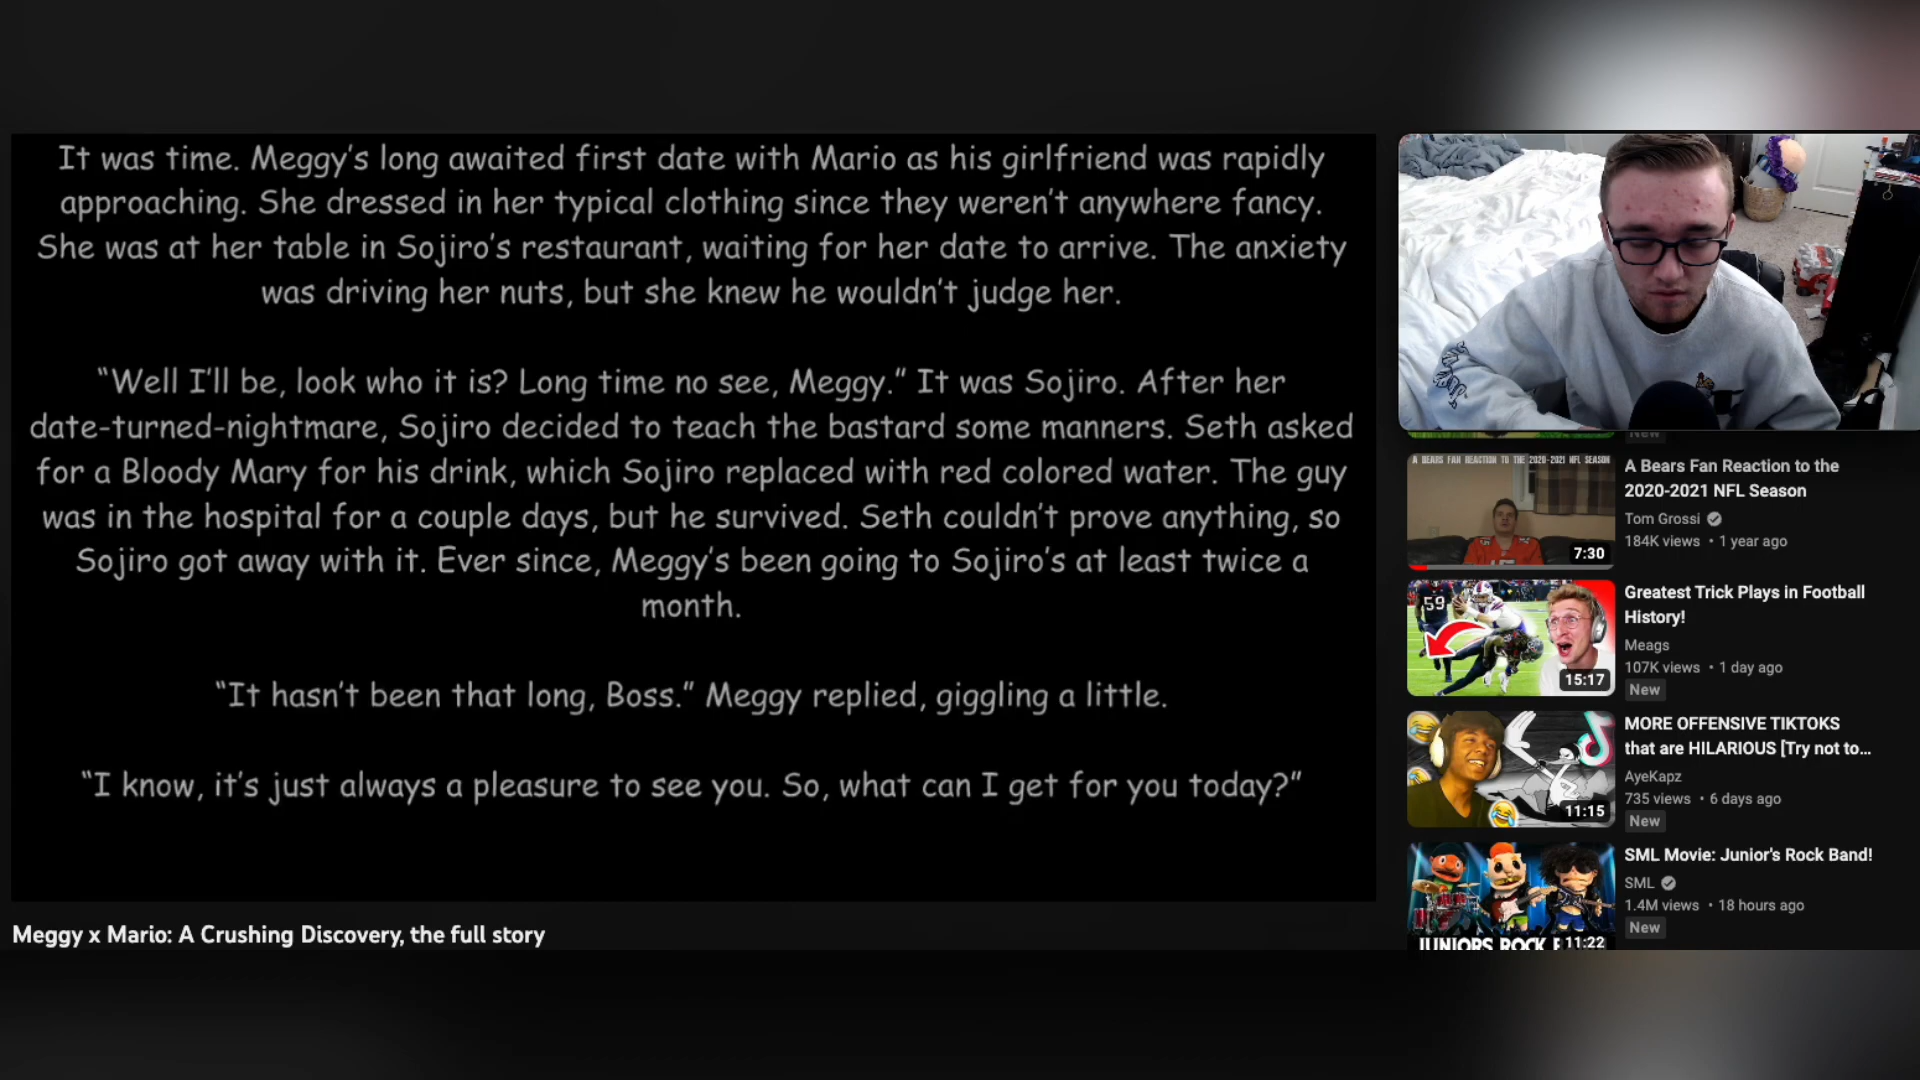 It was time. Meggy’s long awaited first date with Mario as his girlfriend was rapidly
approaching. She dressed in her typical clothing since they weren’t anywhere fancy.
She was at her table in Sojiro’s restaurant, waiting for her date to arrive. The anxiety
was driving her nuts, but she knew he wouldn’t judge her.
“Well I’ll be, look who it is? Long time no see, Meggy.” It was Sojiro. After her
date-turned-nightmare, Sojiro decided to teach the bastard some manners. Seth asked
for a Bloody Mary for his drink, which Sojiro replaced with red colored water. The guy
was in the hospital for a couple days, but he survived. Seth couldn’t prove anything, so
Sojiro got away with it. Ever since, Meggy’s been going to Sojiro’s at least twice a
month.
“It hasn’t been that long, Boss.” Meggy replied, giggling a little.
“I know, it’s just always a pleasure to see you. So, what can I get for you today?”
Meggy x Mario: A Crushing Discovery, the full story
New
A BEARS FAN REACTION TO THE 2020-2021 NFL SEASON
7:30
A Bears Fan Reaction to the
2020-2021 NFL Season
Tom Grossi
184K views • 1 year ago
59
15:17
Greatest Trick Plays in Football
History!
Meags
107K views • 1 day ago
New
11:15
MORE OFFENSIVE TIKTOKS
that are HILARIOUS [Try not to...
AyeKapz
735 views • 6 days ago
New
JUNIORS ROCK
11:22
SML Movie: Junior's Rock Band!
SML
1.4M views • 18 hours ago
New